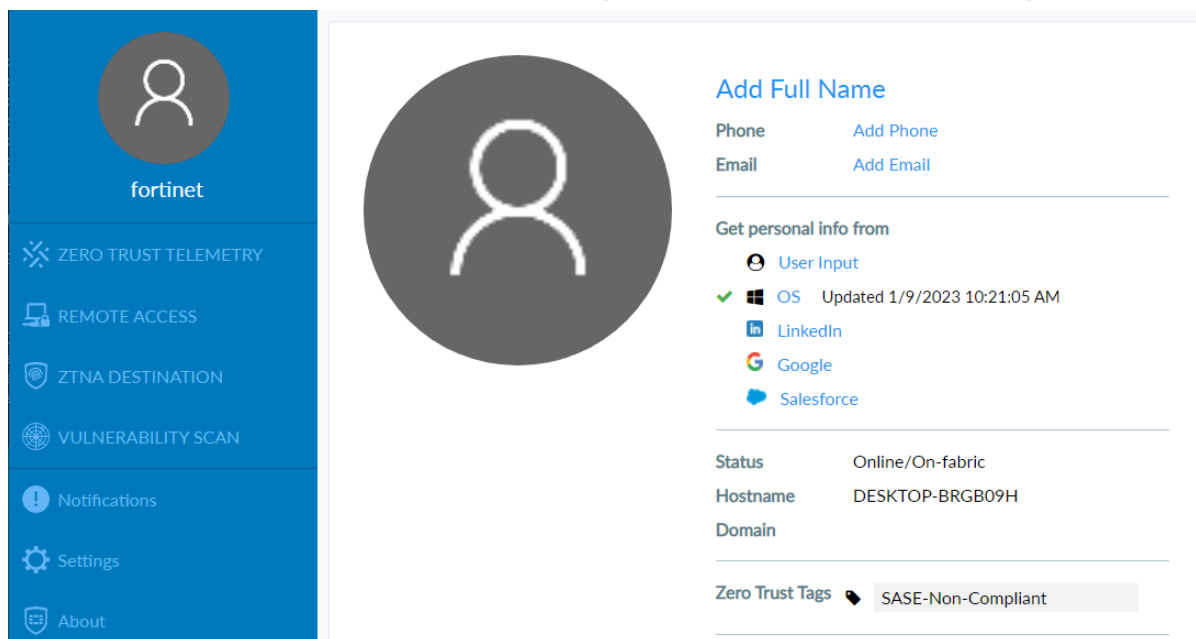 fortinet
ZERO TRUST TELEMETRY
REMOTE ACCESS
ZTNA DESTINATION
VULNERABILITY SCAN
Notifications
Settings
About
Add Full Name
Phone Add Phone
Email Add Email
Get personal info from
User Input
OS Updated 1/9/2023 10:21:05 AM
in LinkedIn
G Google
Salesforce
Status Online/On-fabric
Hostname DESKTOP-BRGB09H
Domain
Zero Trust Tags SASE-Non-Compliant